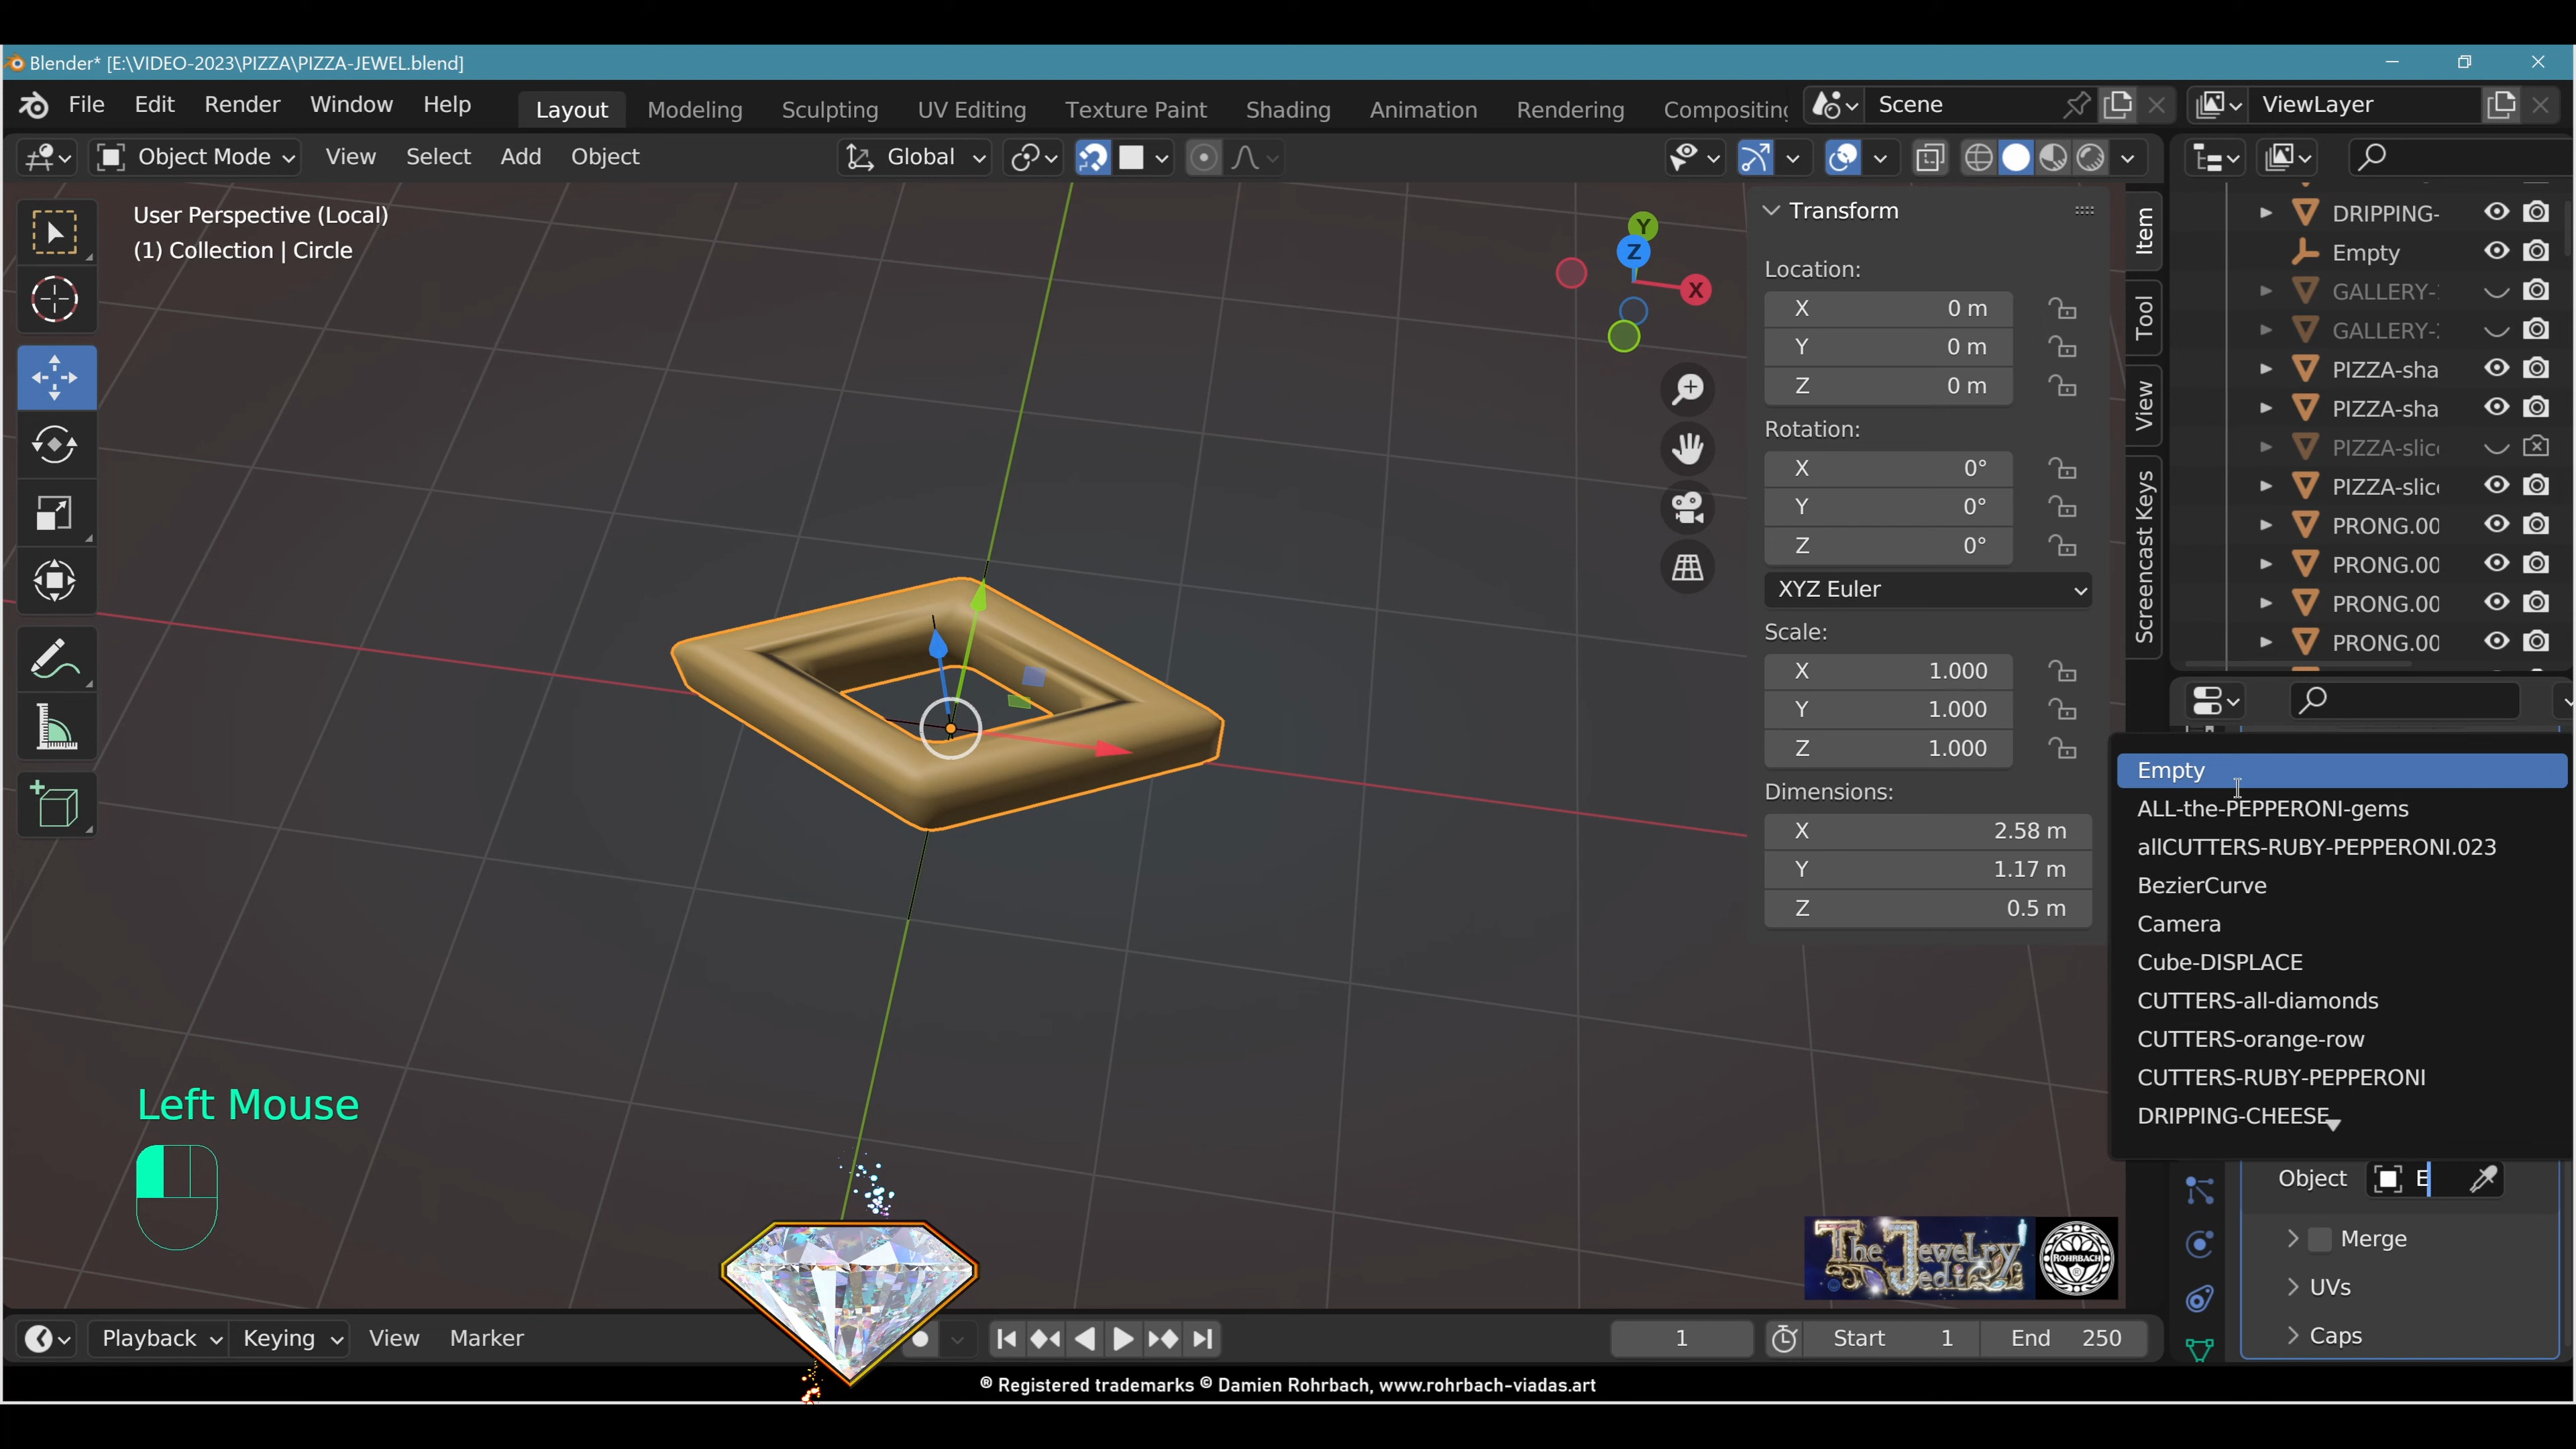 Blender* [E:\VIDEO-2023\PIZZA\PIZZA-JEWEL.blend]
File Edit Render Window Help Layout Modeling Sculpting UV Editing Texture Paint Shading Animation Rendering Compositing Scene ViewLayer
Object Mode View Select Add Object Global
User Perspective (Local)
(1) Collection | Circle
Y
Z
X
Transform
Location:
X 0 m
Y 0 m
Z 0 m
Rotation:
X 0°
Y 0°
Z 0°
XYZ Euler
Scale:
X 1.000
Y 1.000
Z 1.000
Dimensions:
X 2.58 m
Y 1.17 m
Z 0.5 m
Item
Tool
View
Screencast Keys
DRIPPING-
Empty
GALLERY-
GALLERY-
PIZZA-sha
PIZZA-sha
PIZZA-slic
PIZZA-slic
PRONG.00
PRONG.00
PRONG.00
PRONG.00
Empty
ALL-the-PEPPERONI-gems
allCUTTERS-RUBY-PEPPERONI.023
BezierCurve
Camera
Cube-DISPLACE
CUTTERS-all-diamonds
CUTTERS-orange-row
CUTTERS-RUBY-PEPPERONI
DRIPPING-CHEESE
Object E
Merge
UVs
Caps
Left Mouse
The Jewelry Jedi
ROHRBACH
Playback Keying View Marker 1 Start 1 End 250
® Registered trademarks © Damien Rohrbach, www.rohrbach-viadas.art